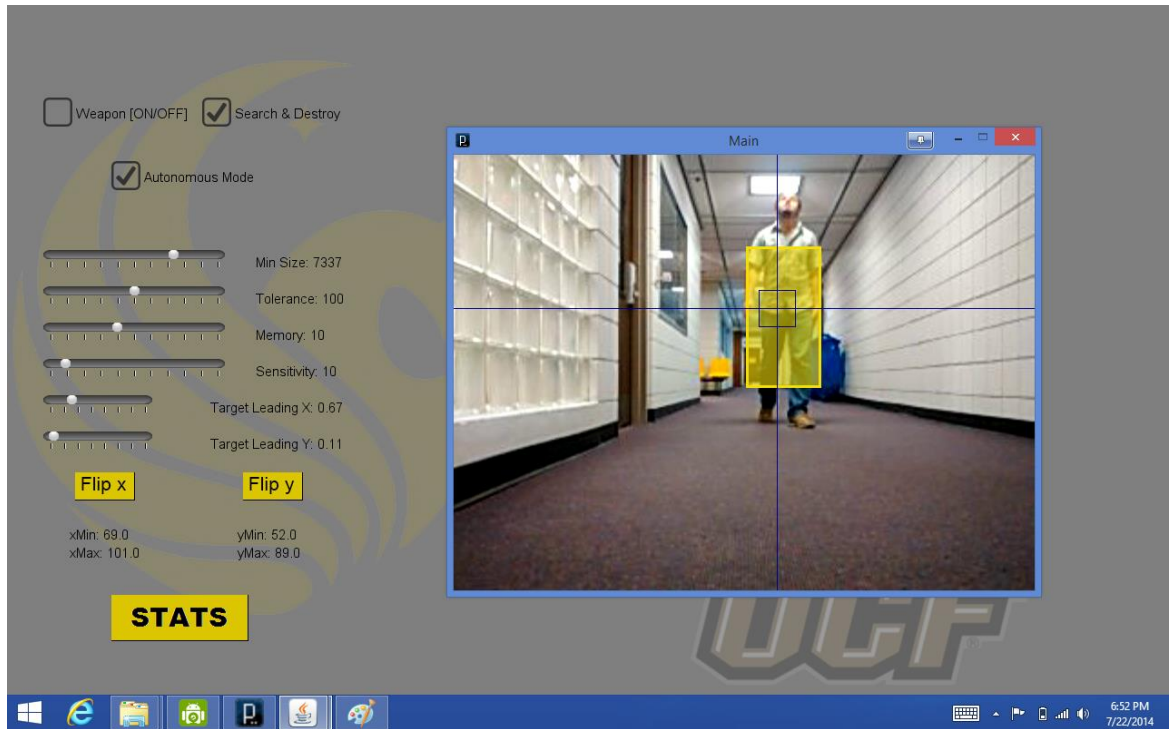 Weapon [ON/OFF] Search & Destroy
Autonomous Mode
Min Size: 7337
Tolerance: 100
Memory: 10
Sensitivity: 10
Target Leading X: 0.67
Target Leading Y: 0.11
Flip x Flip y
xMin: 69.0 yMin: 52.0
xMax: 101.0 yMax: 89.0
STATS
Main
UCF
6:52 PM
7/22/2014